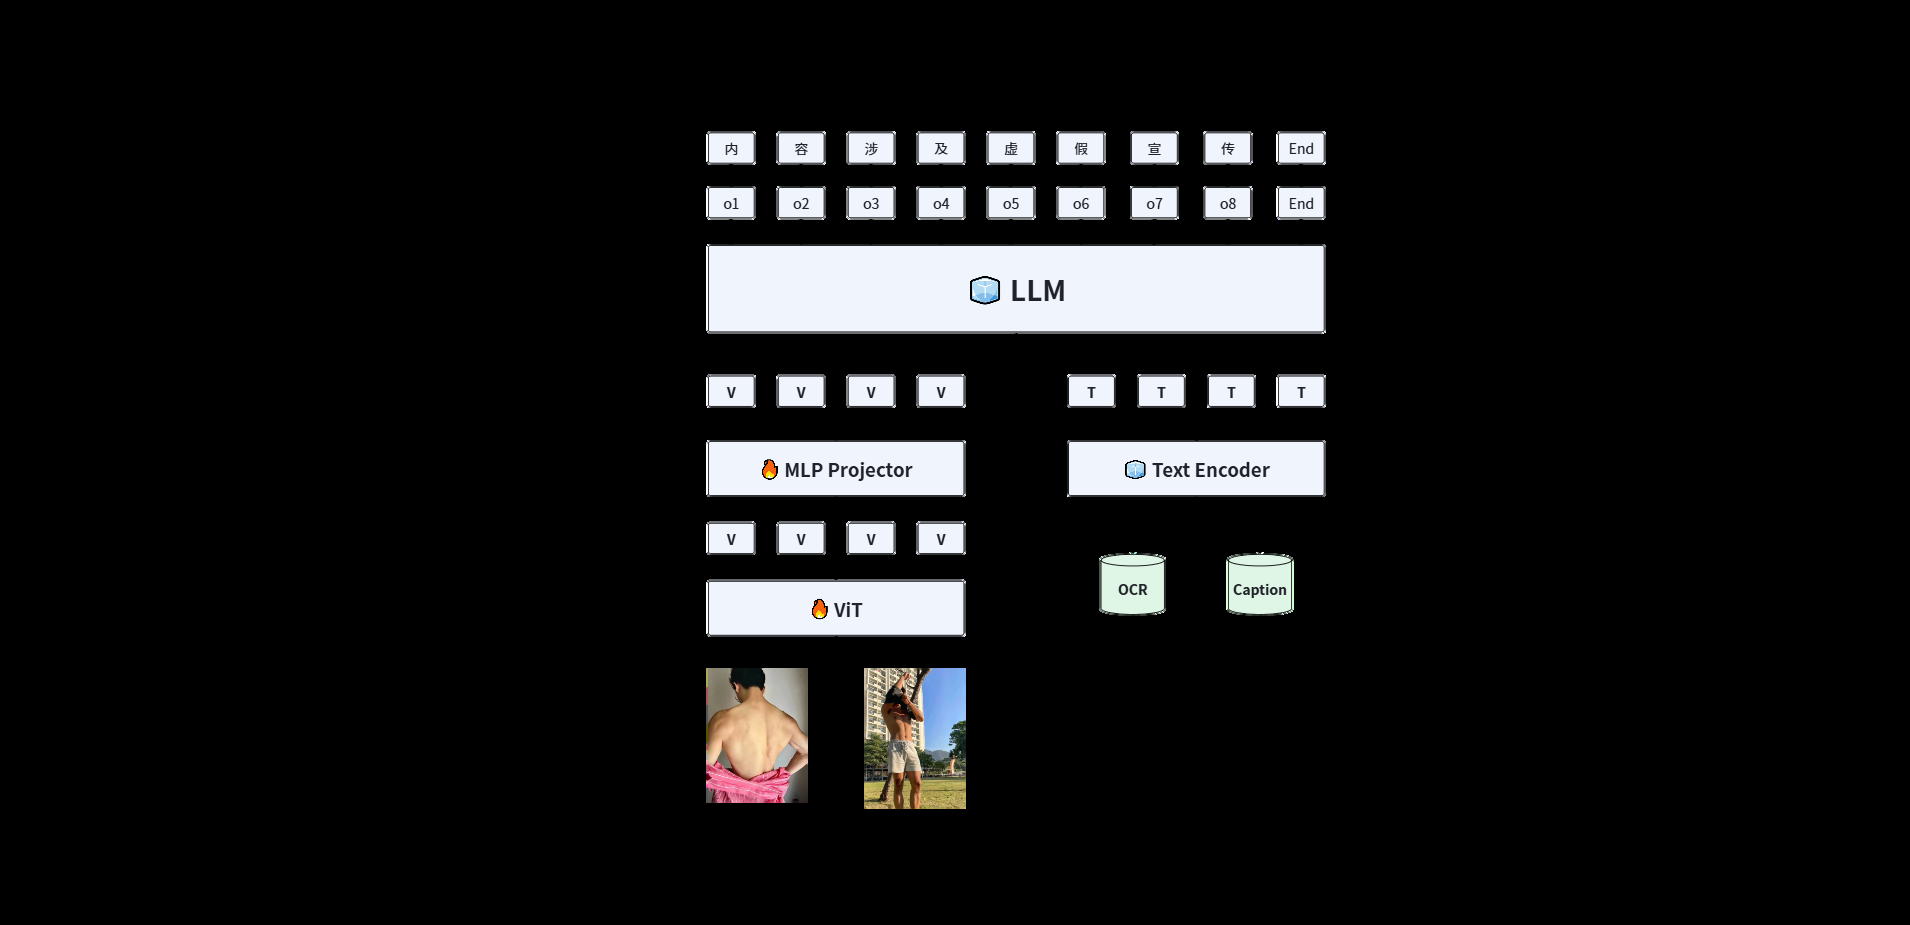 内 容 涉 及 虚 假 宣 传 End
o1 o2 o3 o4 o5 o6 o7 o8 End
LLM
V V V V T T T T
MLP Projector Text Encoder
V V V V
OCR Caption
ViT